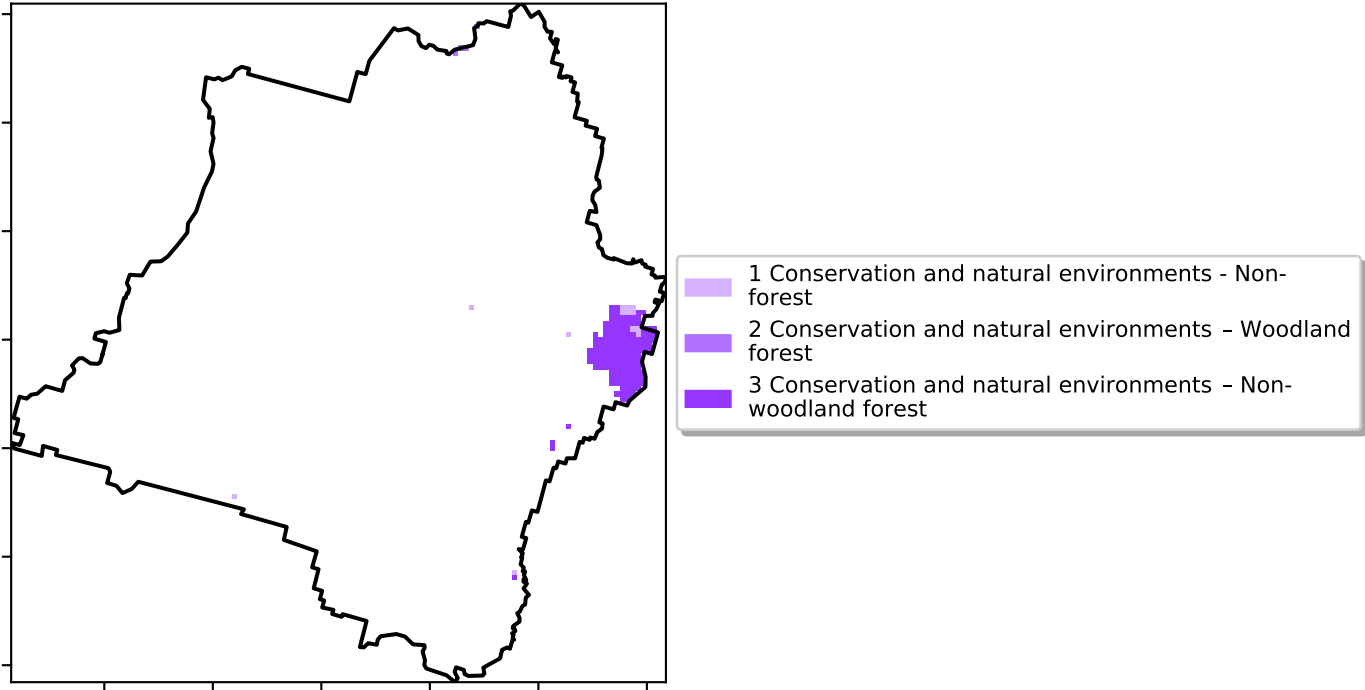 1 Conservation and natural environments - Non-
forest
2 Conservation and natural environments – Woodland
forest
3 Conservation and natural environments – Non-
woodland forest